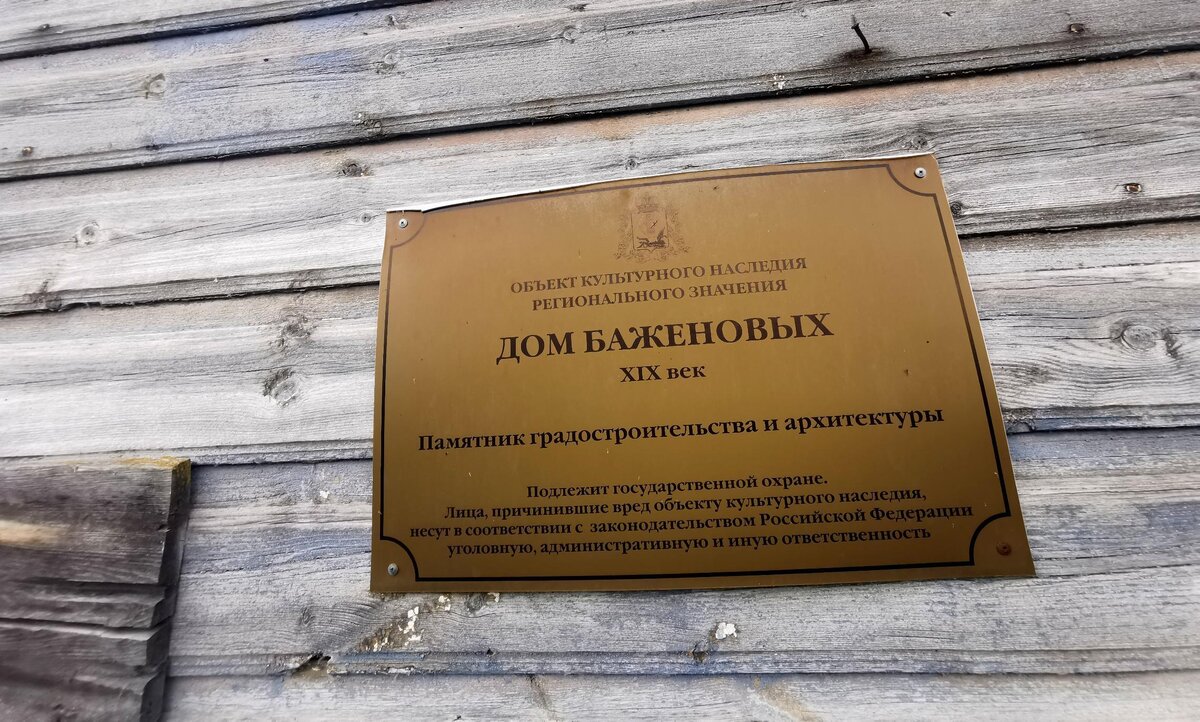 ОБЪЕКТ КУЛЬТУРНОГО НАСЛЕДИЯ
РЕГИОНАЛЬНОГО ЗНАЧЕНИЯ
ДОМ БАЖЕНОВЫХ
XIX век
Памятник градостроительства и архитектуры
Подлежит государственной охране.
Лица, причинившие вред объекту культурного наследия,
несут в соответствии с законодательством Российской Федерации
уголовную, административную и иную ответственность